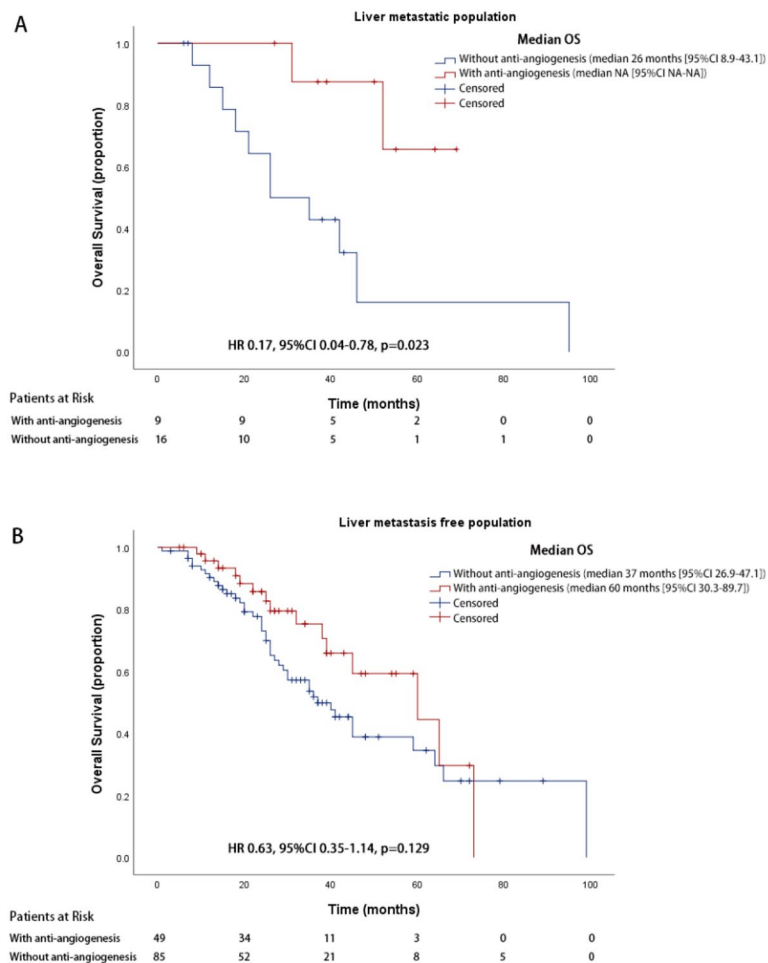 A
Liver metastatic population
Median OS
Without anti-angiogenesis (median 26 months [95%CI 8.9-43.1])
With anti-angiogenesis (median NA [95%CI NA-NA])
Censored
Censored
Overall Survival (proportion)
1.0
0.8
0.6
0.4
0.2
0.0
HR 0.17, 95%CI 0.04-0.78, p=0.023
0 20 40 60 80 100
Time (months)
Patients at Risk
With anti-angiogenesis 9 9 5 2 0 0
Without anti-angiogenesis 16 10 5 1 1 0
B
Liver metastasis free population
Median OS
Without anti-angiogenesis (median 37 months [95%CI 26.9-47.1])
With anti-angiogenesis (median 60 months [95%CI 30.3-89.7])
Censored
Censored
Overall Survival (proportion)
1.0
0.8
0.6
0.4
0.2
0.0
HR 0.63, 95%CI 0.35-1.14, p=0.129
0 20 40 60 80 100
Time (months)
Patients at Risk
With anti-angiogenesis 49 34 11 3 0 0
Without anti-angiogenesis 85 52 21 8 5 0